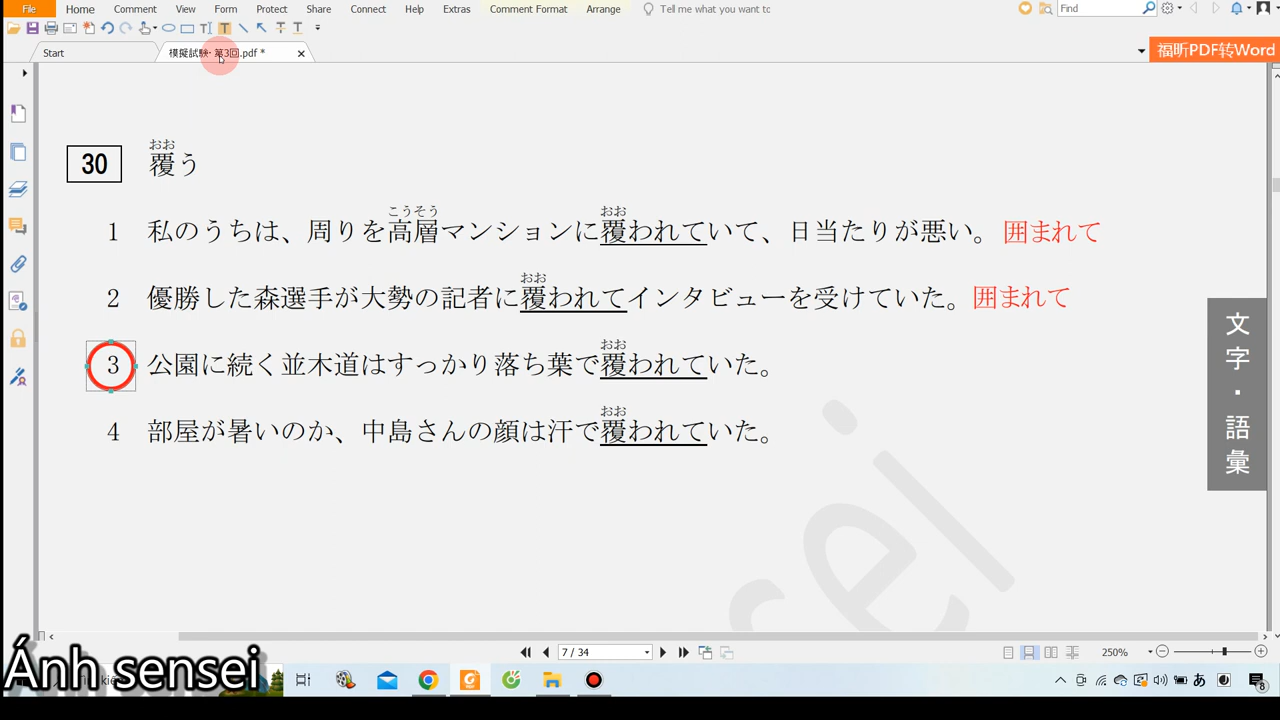 File Home Comment View Form Protect Share Connect Help Extras Comment Format Arrange Tell me what you want to Find
Start 模擬試験- 第3回.pdf * 福昕PDF转Word
おお
30 覆う
こうそう おお
1 私のうちは、周りを高層マンションに覆われていて、日当たりが悪い。 囲まれて
おお
2 優勝した森選手が大勢の記者に覆われてインタビューを受けていた。 囲まれて
おお
3 公園に続く並木道はすっかり落ち葉で覆われていた。
おお
4 部屋が暑いのか、中島さんの顔は汗で覆われていた。
文字・語彙
sei
7 / 34 250%
Ánh sensei
あ 8